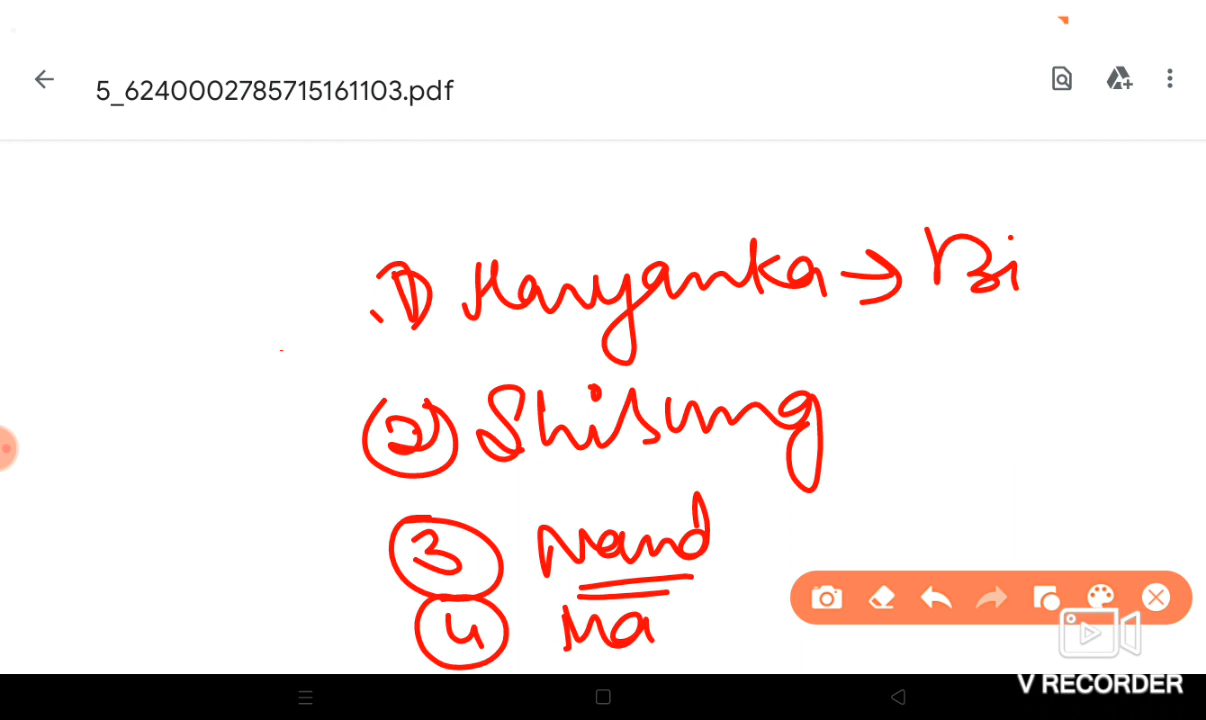 5_6240002785715161103.pdf
.1) Haryanka → Bi
(2) Shisung
3 Nand
4 Ma
V RECORDER